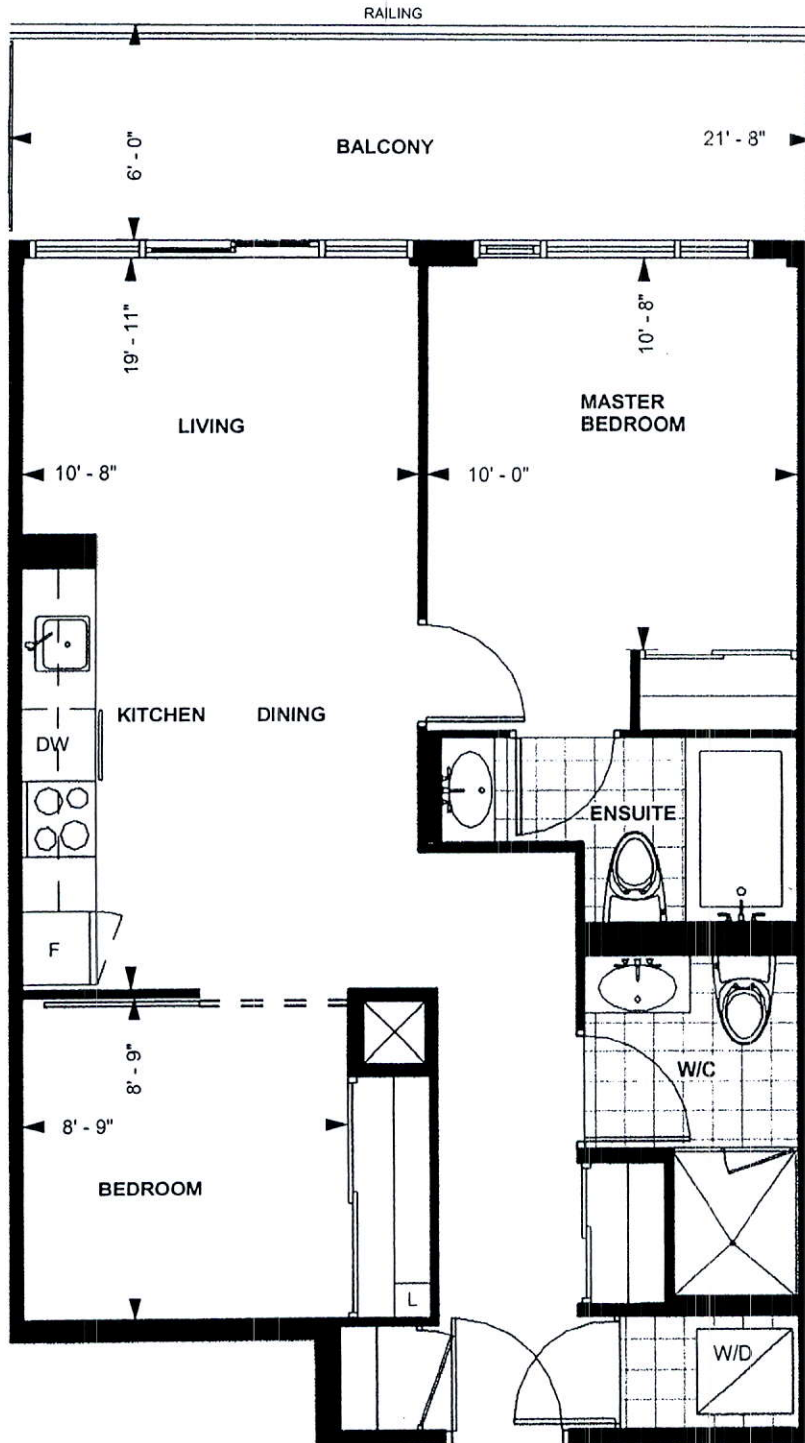 RAILING
6' - 0"
BALCONY
21' - 8"
19' - 11"
10' - 8"
LIVING
MASTER
BEDROOM
10' - 8"
10' - 0"
KITCHEN
DINING
DW
ENSUITE
F
W/C
8' - 9"
8' - 9"
BEDROOM
L
W/D